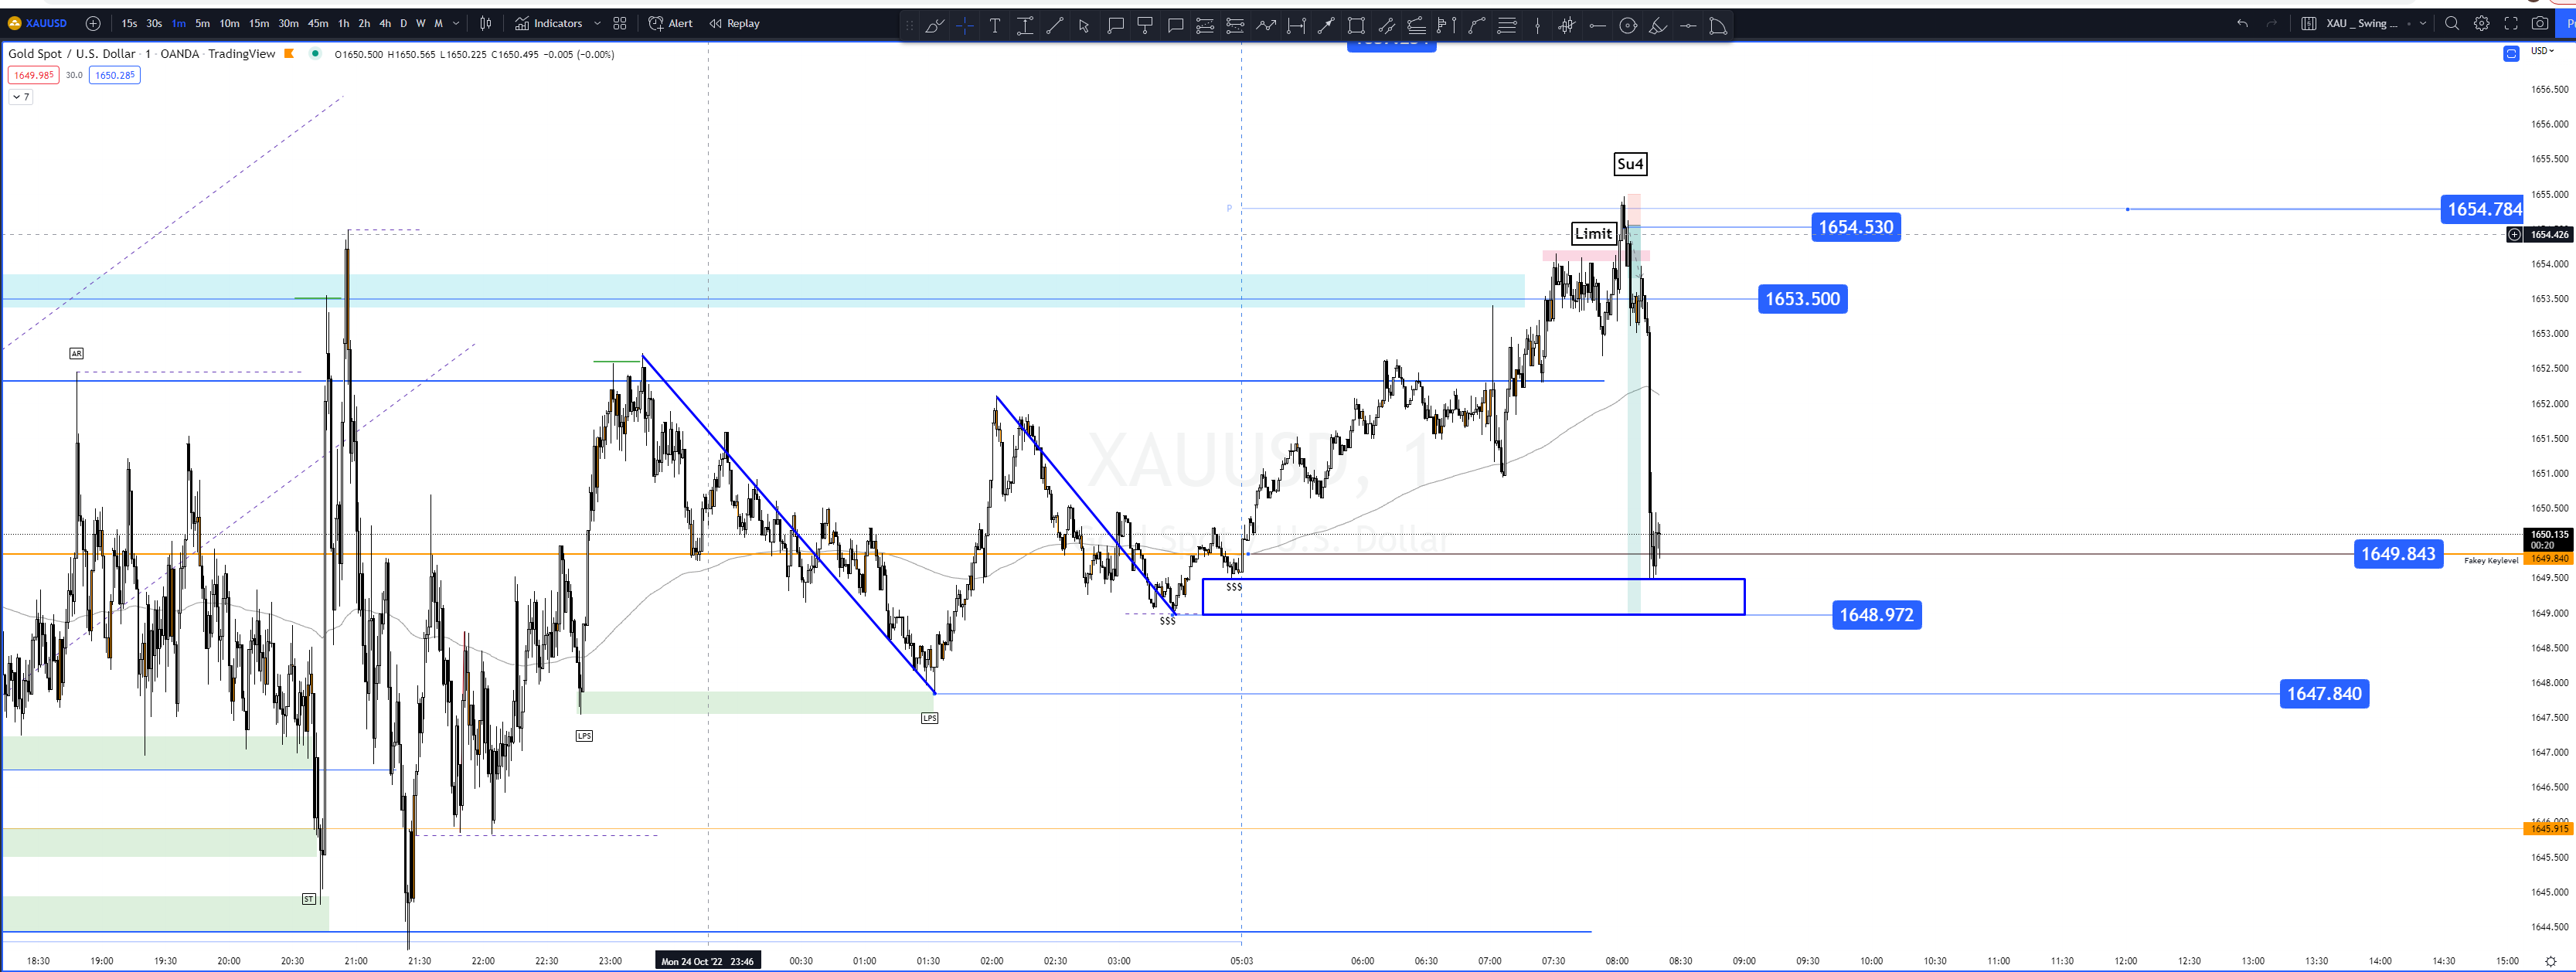 XAUUSD 15s 30s 1m 5m 10m 15m 30m 45m 1h 2h 4h D W M Indicators Alert Replay XAU _ Swing ...
Gold Spot / U.S. Dollar · 1 · OANDA · TradingView O1650.500 H1650.565 L1650.225 C1650.495 -0.005 (-0.00%) USD
1649.985 30.0 1650.285
7
1656.500
1656.000
1655.500
Su4
1655.000
P 1654.784
1654.530
Limit 1654.426
1654.000
1653.500 1653.500
1653.000
AR
1652.500
1652.000
1651.500
XAUUSD, 1
1651.000
1650.500
Gold Spot / U.S. Dollar
1650.135
00:20
1649.843 1649.840
Fakey Keylevel
1649.500
$$$
1649.000
1648.972
$$$
1648.500
1648.000
1647.840
1647.500
LPS
LPS
1647.000
1646.500
1646.000
1645.915
1645.500
1645.000
ST
1644.500
18:30 19:00 19:30 20:00 20:30 21:00 21:30 22:00 22:30 23:00 Mon 24 Oct '22 23:46 00:30 01:00 01:30 02:00 02:30 03:00 05:03 06:00 06:30 07:00 07:30 08:00 08:30 09:00 09:30 10:00 10:30 11:00 11:30 12:00 12:30 13:00 13:30 14:00 14:30 15:00